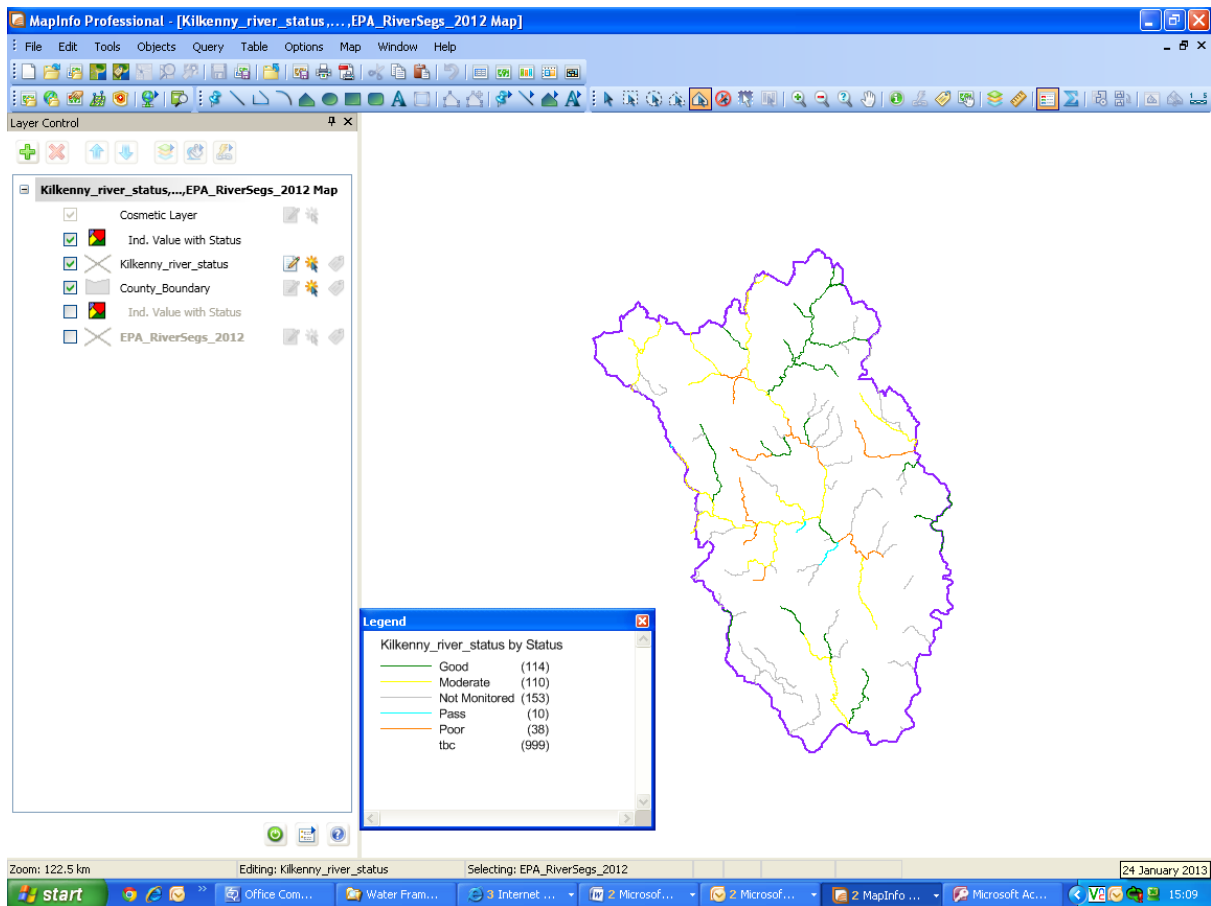 MapInfo Professional - [Kilkenny_river_status,...,EPA_RiverSegs_2012 Map]
File Edit Tools Objects Query Table Options Map Window Help
Layer Control
Kilkenny_river_status,...,EPA_RiverSegs_2012 Map
Cosmetic Layer
Ind. Value with Status
Kilkenny_river_status
County_Boundary
Ind. Value with Status
EPA_RiverSegs_2012
Legend
Kilkenny_river_status by Status
Good (114)
Moderate (110)
Not Monitored (153)
Pass (10)
Poor (38)
tbc (999)
Zoom: 122.5 km Editing: Kilkenny_river_status Selecting: EPA_RiverSegs_2012 24 January 2013
start Office Com... Water Fram... 3 Internet ... 2 Microsof... 2 Microsof... 2 MapInfo ... Microsoft Ac... 15:09